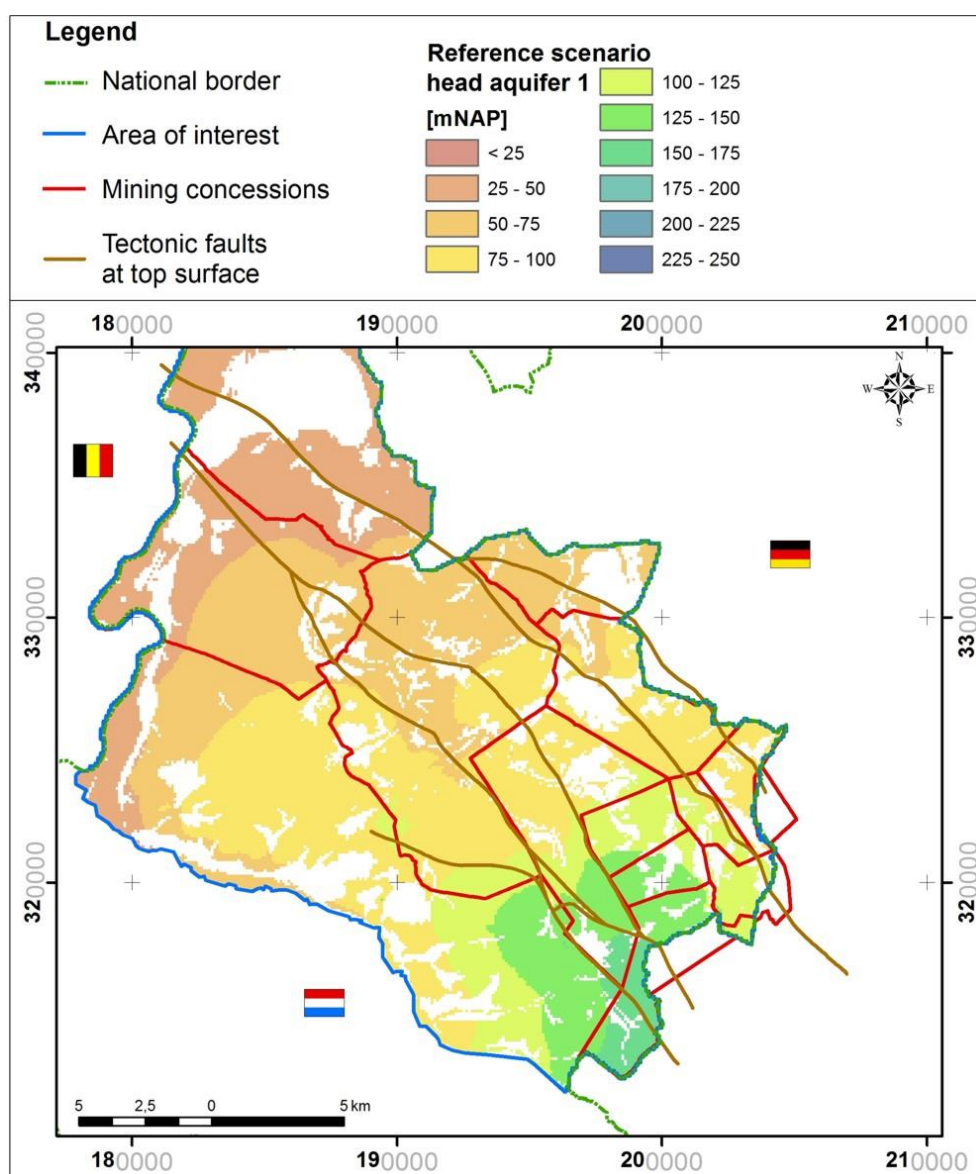 Legend
National border
Area of interest
Mining concessions
Tectonic faults
at top surface
Reference scenario
head aquifer 1
[mNAP]
< 25
25 - 50
50 -75
75 - 100
100 - 125
125 - 150
150 - 175
175 - 200
200 - 225
225 - 250
180000
190000
200000
210000
340000
340000
N
W
E
S
330000
330000
320000
320000
5
2,5
0
5 km
180000
190000
200000
210000